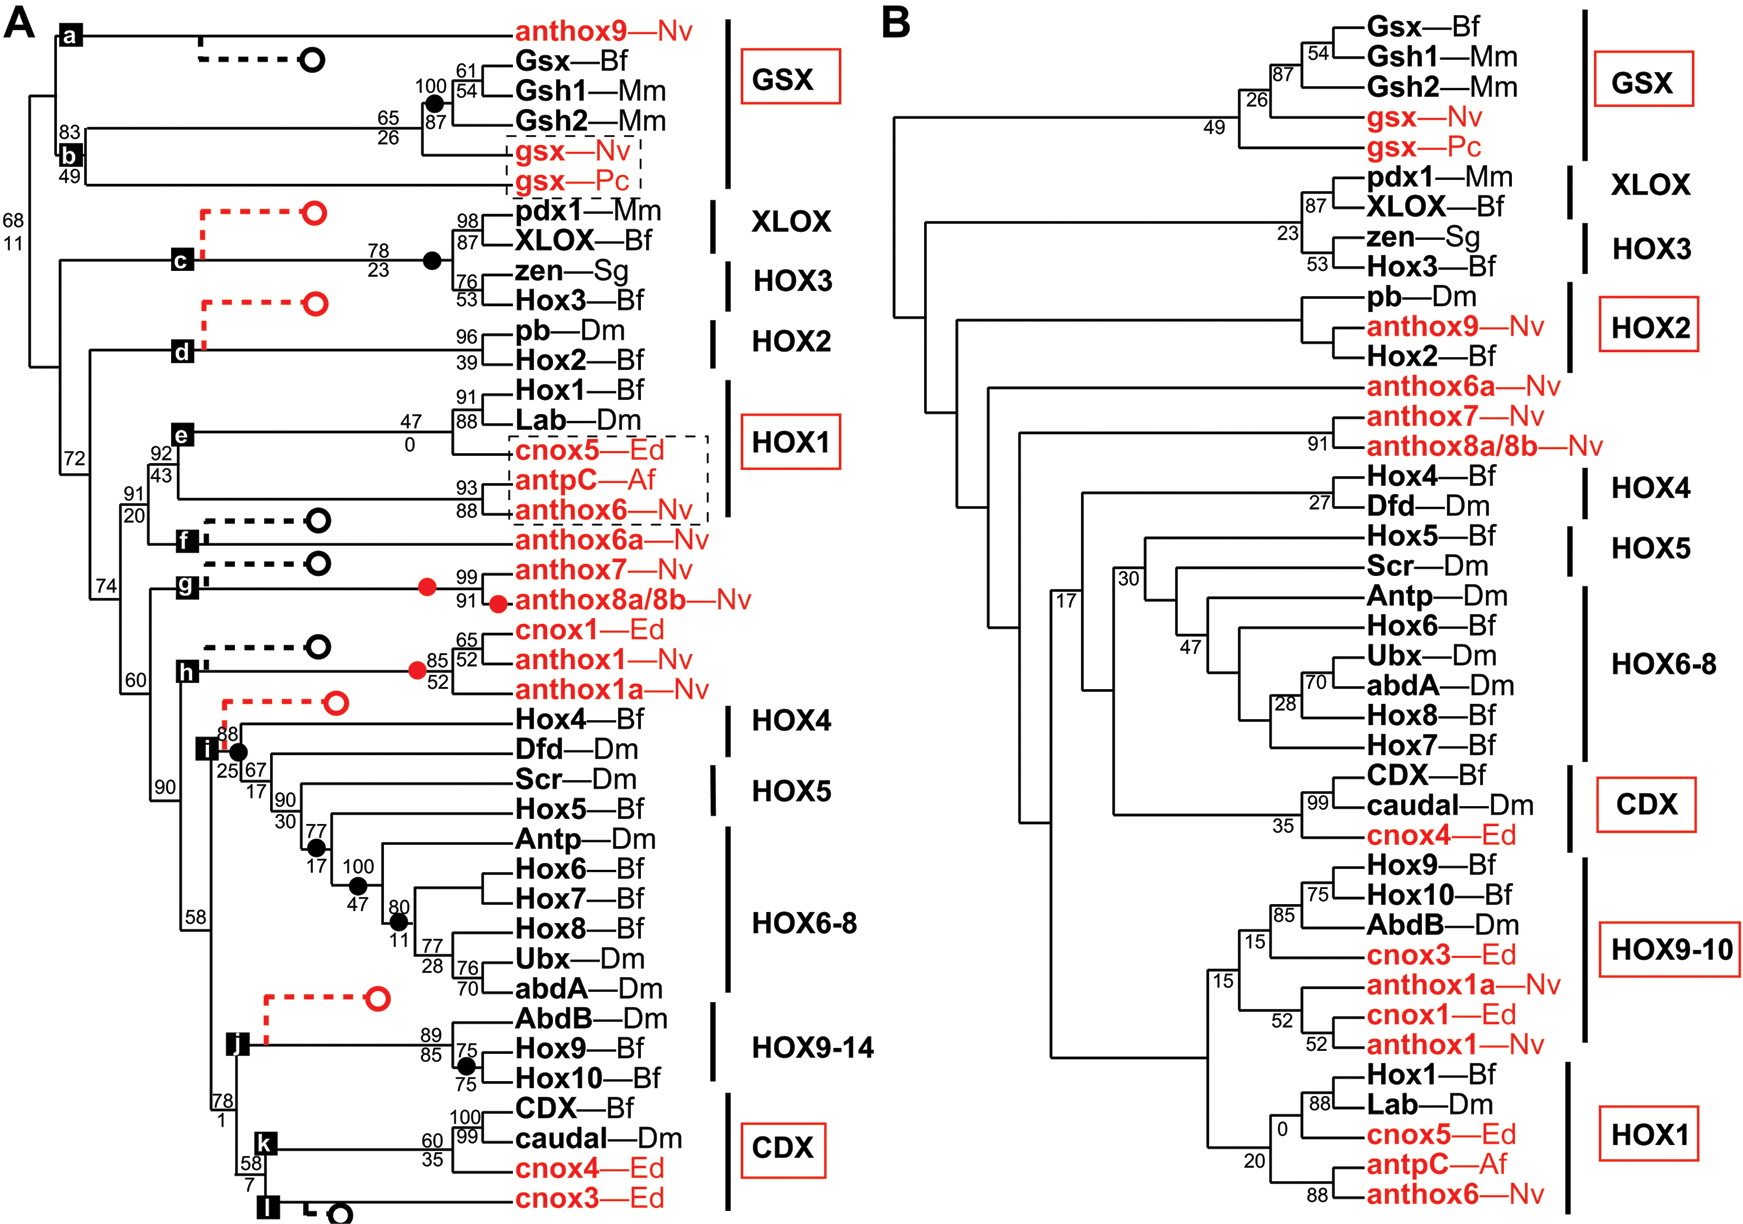 A
a
anthox9—Nv
Gsx—Bf
61
54
Gsh1—Mm
100
87
Gsh2—Mm
GSX
65
26
83
b
49
gsx—Nv
gsx—Pc
68
11
pdx1—Mm
98
87
XLOX—Bf
XLOX
c
78
23
zen—Sg
76
53
Hox3—Bf
HOX3
pb—Dm
96
39
d
Hox2—Bf
HOX2
Hox1—Bf
91
88
Lab—Dm
47
0
e
cnox5—Ed
HOX1
72
92
43
antpC—Af
93
88
anthox6—Nv
91
20
f
anthox6a—Nv
74
g
anthox7—Nv
99
91
anthox8a/8b—Nv
cnox1—Ed
65
52
anthox1—Nv
85
52
h
60
anthox1a—Nv
Hox4—Bf
HOX4
i
88
25
Dfd—Dm
67
17
Scr—Dm
HOX5
90
90
30
Hox5—Bf
77
17
Antp—Dm
100
47
Hox6—Bf
Hox7—Bf
80
11
HOX6-8
58
Hox8—Bf
77
28
Ubx—Dm
76
70
abdA—Dm
AbdB—Dm
j
89
85
Hox9—Bf
75
75
HOX9-14
Hox10—Bf
78
1
CDX—Bf
100
99
caudal—Dm
k
60
35
CDX
58
7
cnox4—Ed
l
cnox3—Ed
B
Gsx—Bf
54
Gsh1—Mm
87
Gsh2—Mm
GSX
26
49
gsx—Nv
gsx—Pc
pdx1—Mm
XLOX
87
XLOX—Bf
23
zen—Sg
HOX3
53
Hox3—Bf
pb—Dm
anthox9—Nv
HOX2
Hox2—Bf
anthox6a—Nv
anthox7—Nv
91
anthox8a/8b—Nv
Hox4—Bf
HOX4
27
Dfd—Dm
Hox5—Bf
HOX5
30
Scr—Dm
17
Antp—Dm
Hox6—Bf
47
Ubx—Dm
HOX6-8
70
abdA—Dm
28
Hox8—Bf
Hox7—Bf
CDX—Bf
99
caudal—Dm
CDX
35
cnox4—Ed
Hox9—Bf
75
Hox10—Bf
85
AbdB—Dm
15
cnox3—Ed
HOX9-10
15
anthox1a—Nv
52
cnox1—Ed
52
anthox1—Nv
Hox1—Bf
88
Lab—Dm
0
cnox5—Ed
HOX1
20
antpC—Af
88
anthox6—Nv